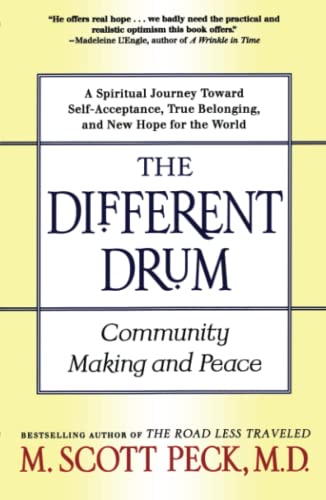 "He offers real hope . . . we badly need the practical and
realistic optimism this book offers."
—Madeleine L'Engle, author of A Wrinkle in Time
A Spiritual Journey Toward
Self-Acceptance, True Belonging,
and New Hope for the World
THE
DIFFERENT
DRUM
Community
Making and Peace
BESTSELLING AUTHOR OF THE ROAD LESS TRAVELED
M. SCOTT PECK, M.D.